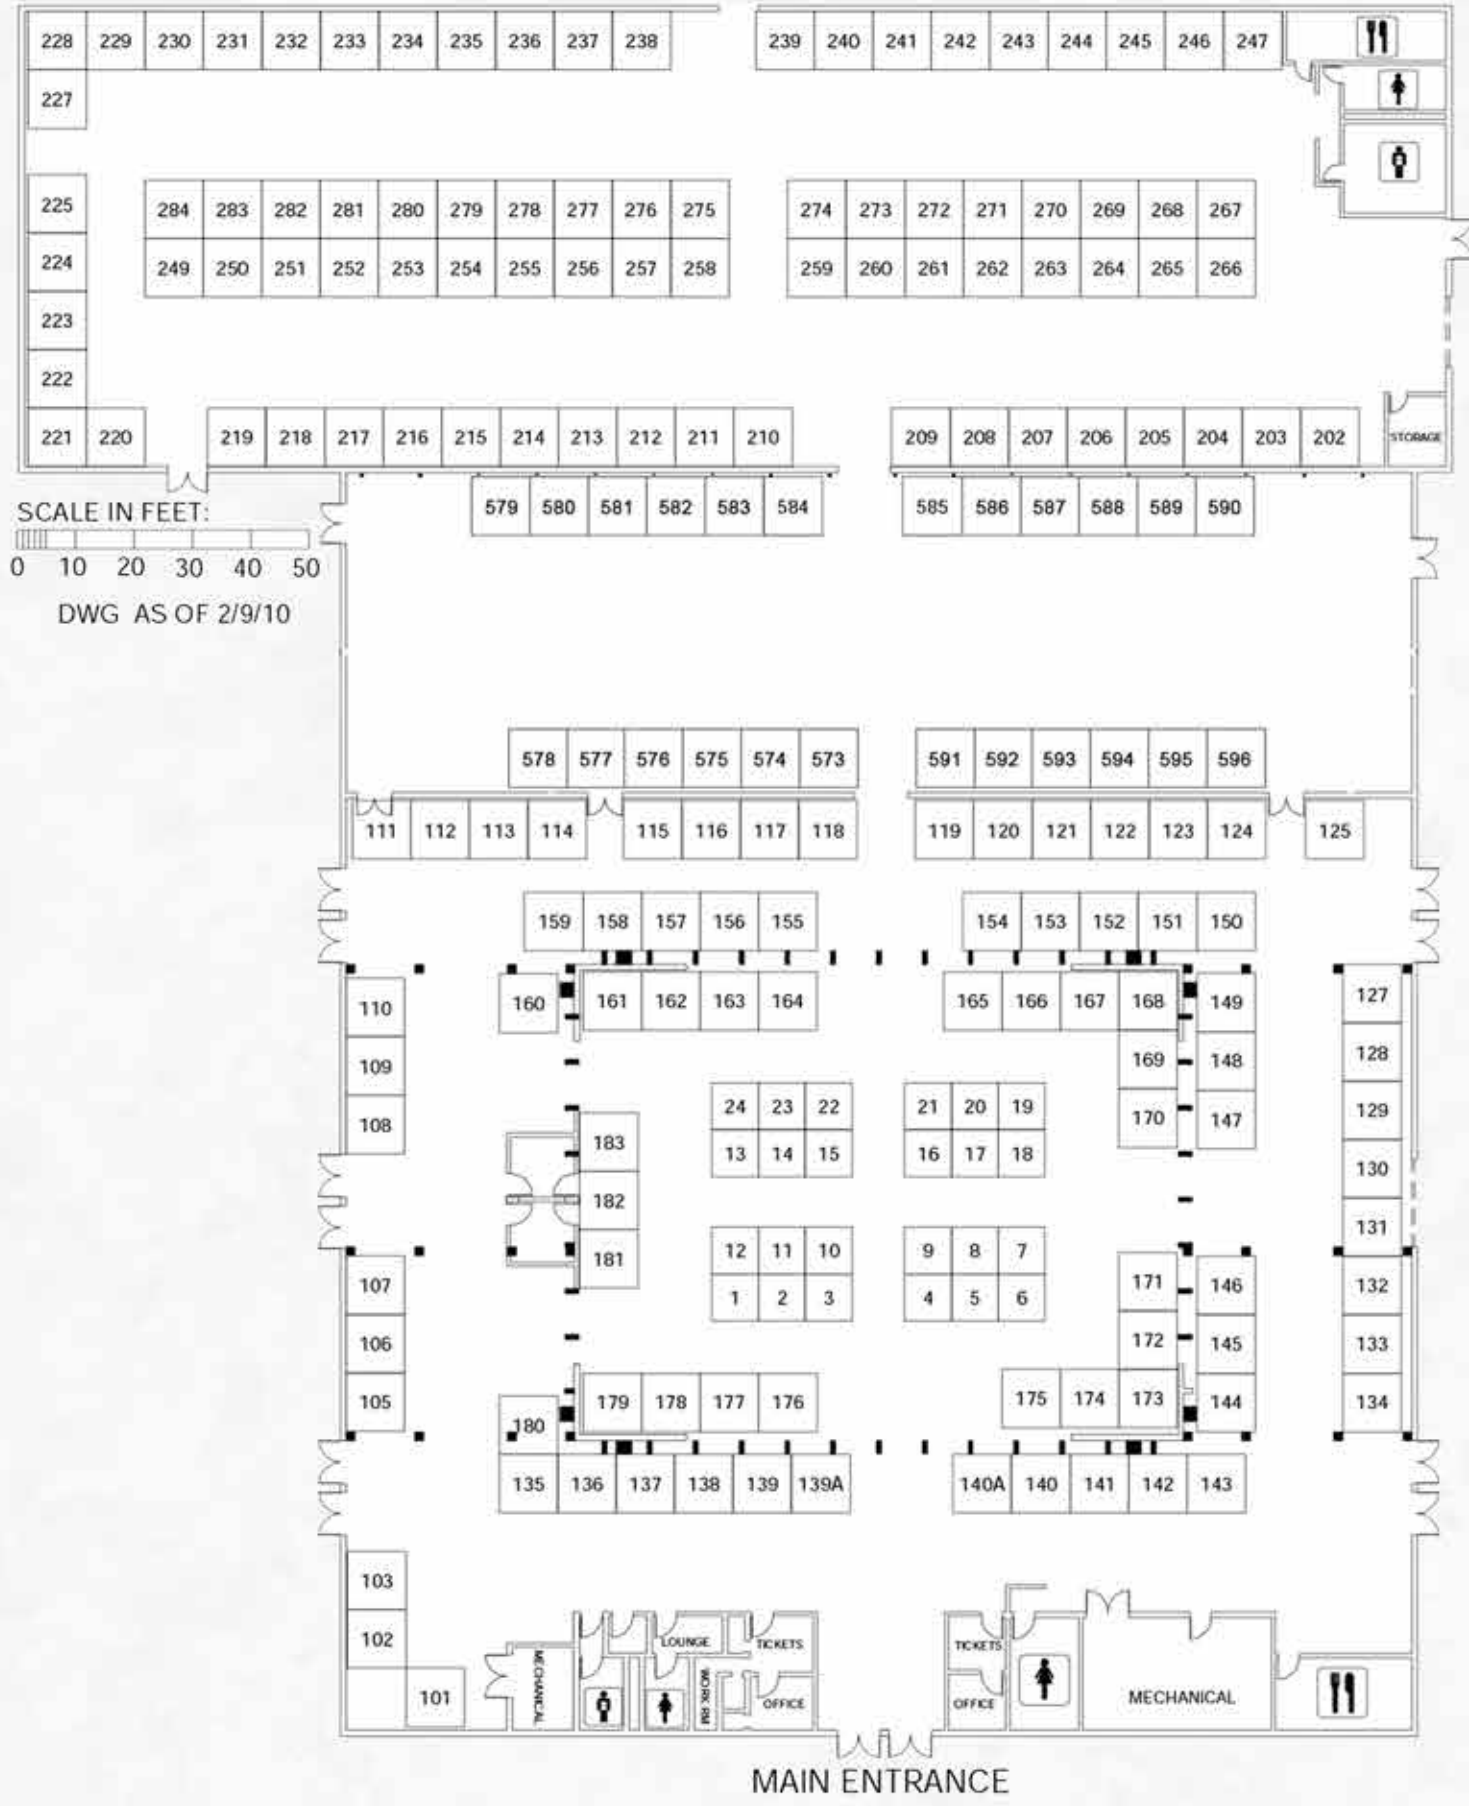 228 229 230 231 232 233 234 235 236 237 238 239 240 241 242 243 244 245 246 247
227
225
284 283 282 281 280 279 278 277 276 275 274 273 272 271 270 269 268 267
224
249 250 251 252 253 254 255 256 257 258 259 260 261 262 263 264 265 266
223
222
221 220 219 218 217 216 215 214 213 212 211 210 209 208 207 206 205 204 203 202 STORAGE
SCALE IN FEET:
579 580 581 582 583 584 585 586 587 588 589 590
0 10 20 30 40 50
DWG AS OF 2/9/10
578 577 576 575 574 573 591 592 593 594 595 596
111 112 113 114 115 116 117 118 119 120 121 122 123 124 125
159 158 157 156 155 154 153 152 151 150
110 160 161 162 163 164 165 166 167 168 149 127
109 169 148 128
108 24 23 22 21 20 19 170 147 129
183 13 14 15 16 17 18 130
182 131
181 12 11 10 9 8 7
107 1 2 3 4 5 6 171 146 132
106 172 145 133
105 180 179 178 177 176 175 174 173 144 134
135 136 137 138 139 139A 140A 140 141 142 143
103
102 LOUNGE TICKETS TICKETS
101 MECHANICAL WORK RM OFFICE OFFICE MECHANICAL
MAIN ENTRANCE